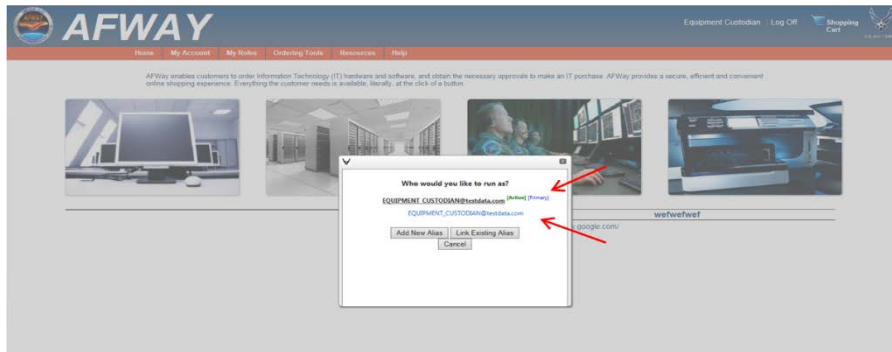 AFWAY
Equipment Custodian Log Off Shopping Cart
Home My Account My Roles Ordering Tools Resources Help
AFWay enables customers to order Information Technology (IT) hardware and software, and obtain the necessary approvals to make an IT purchase. AFWay provides a secure, efficient and convenient
online shopping experience. Everything the customer needs is available, literally, at the click of a button.
Who would you like to run as?
EQUIPMENT_CUSTODIAN@testdata.com [Active] [Primary]
EQUIPMENT_CUSTODIAN@testdata.com
Add New Alias Link Existing Alias
Cancel
wefwefwef
google.com/